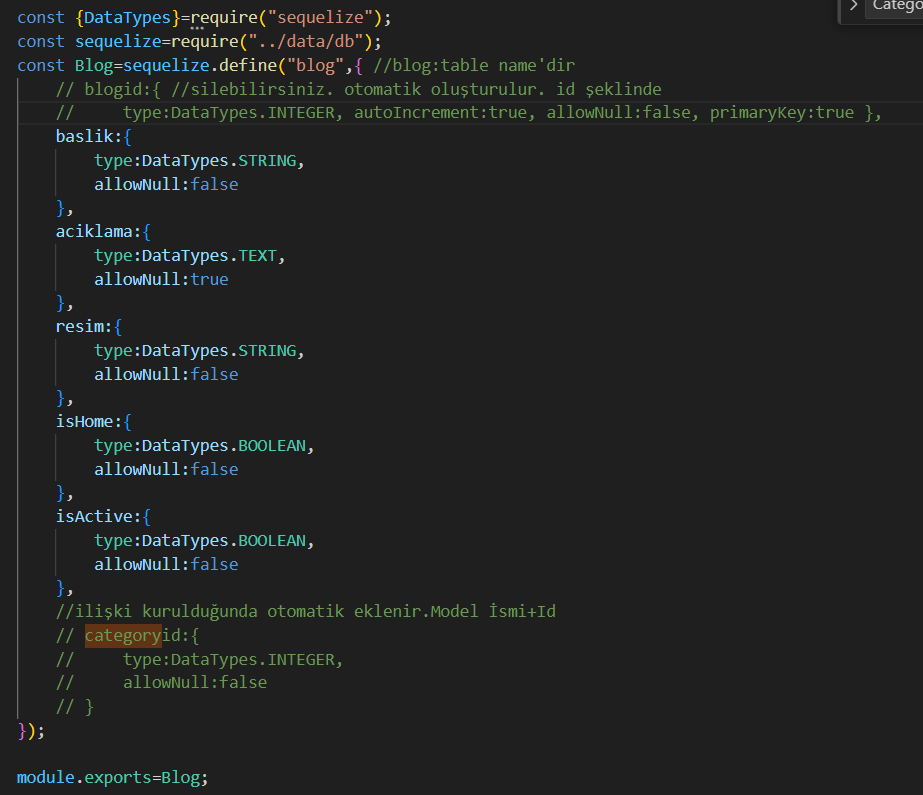 Catego
const {DataTypes}=require("sequelize");
const sequelize=require("../data/db");
const Blog=sequelize.define("blog",{ //blog:table name'dir
    // blogid:{ //silebilirsiniz. otomatik oluşturulur. id şeklinde
    //     type:DataTypes.INTEGER, autoIncrement:true, allowNull:false, primaryKey:true },
    baslik:{
        type:DataTypes.STRING,
        allowNull:false
    },
    aciklama:{
        type:DataTypes.TEXT,
        allowNull:true
    },
    resim:{
        type:DataTypes.STRING,
        allowNull:false
    },
    isHome:{
        type:DataTypes.BOOLEAN,
        allowNull:false
    },
    isActive:{
        type:DataTypes.BOOLEAN,
        allowNull:false
    },
    //ilişki kurulduğunda otomatik eklenir.Model İsmi+Id
    // categoryid:{
    //     type:DataTypes.INTEGER,
    //     allowNull:false
    // }
});
module.exports=Blog;